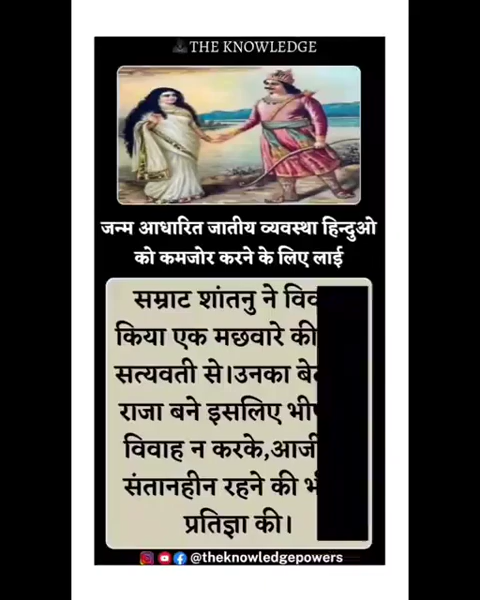 THE KNOWLEDGE
जन्म आधारित जातीय व्यवस्था हिन्दुओ
को कमजोर करने के लिए लाई
सम्राट शांतनु ने
किया एक मछवारे की
सत्यवती से।उनका
राजा बने इसलिए
विवाह न करके,
संतानहीन रहने की
प्रतिज्ञा की।
@theknowledgepowers